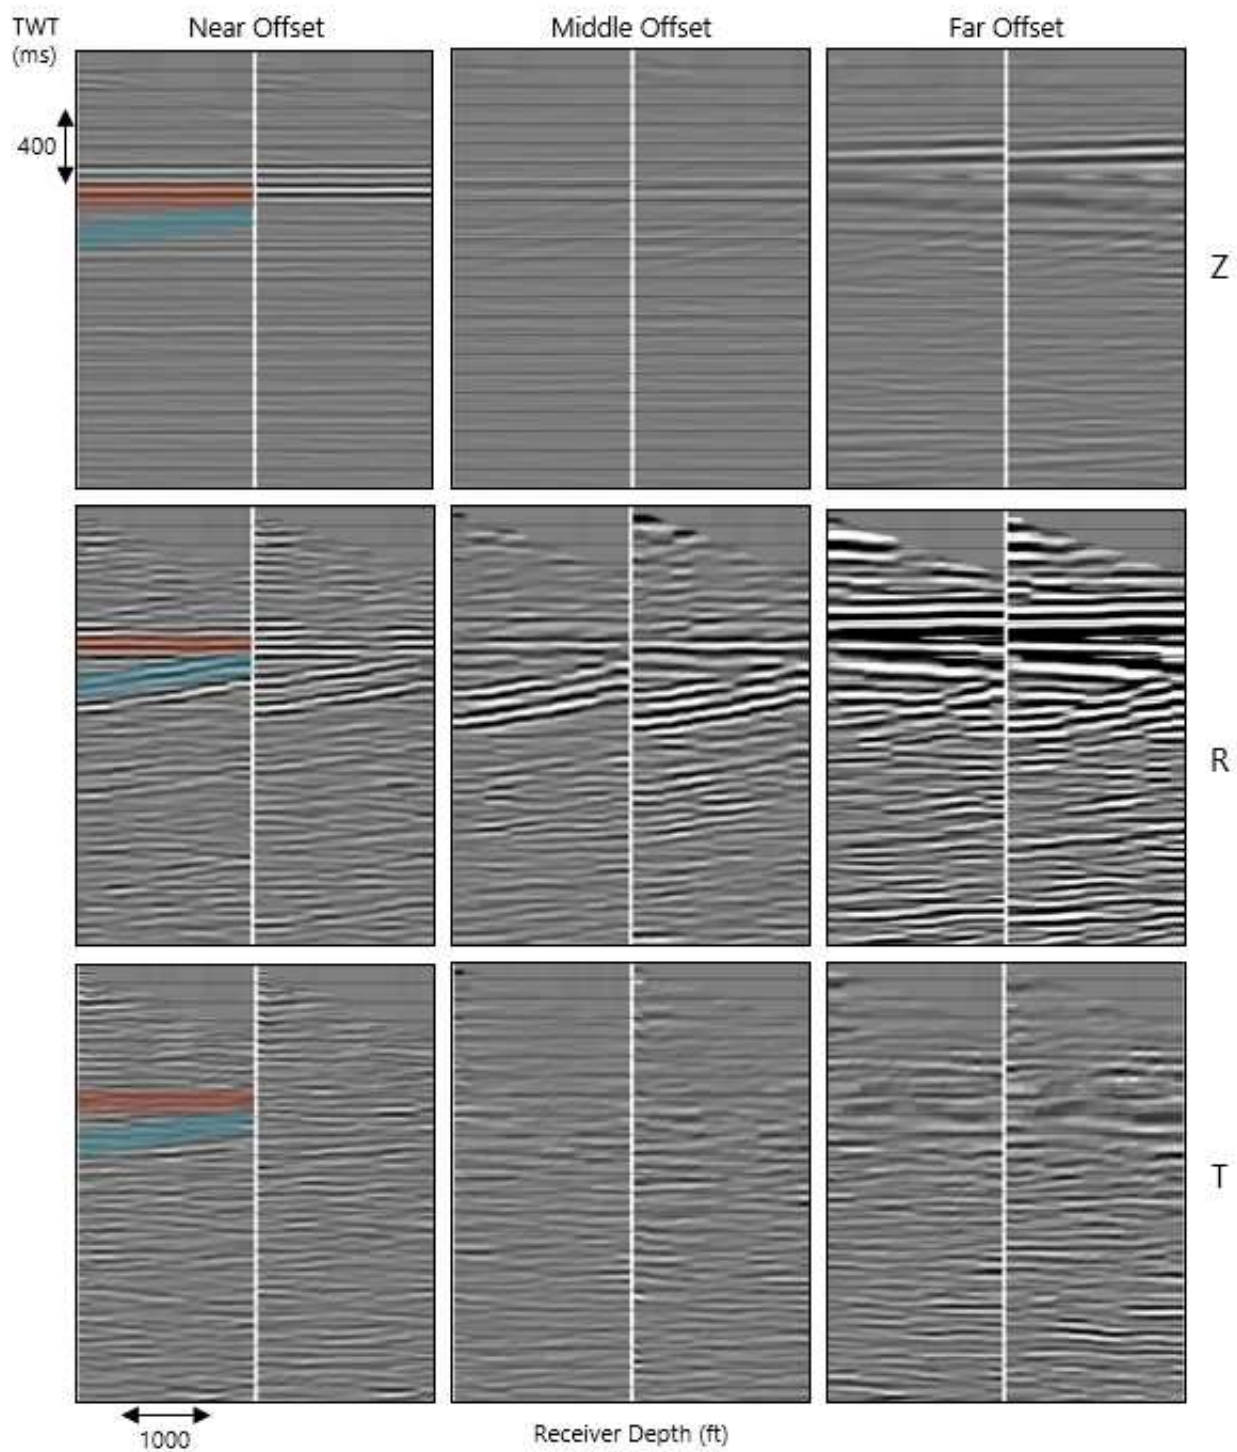 TWT
(ms)
Near Offset
Middle Offset
Far Offset
400
Z
R
T
1000
Receiver Depth (ft)